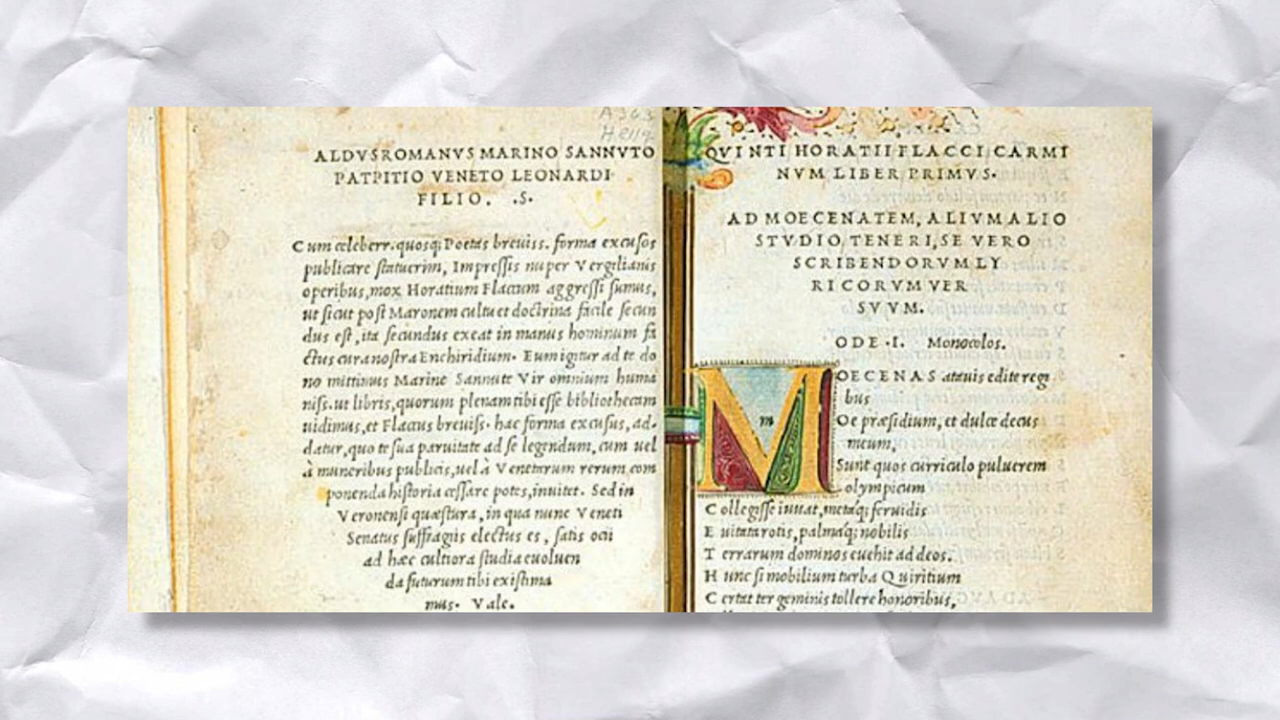 A363
ALDVSROMANVS MARINO SANNVTO
PATPITIO VENETO LEONARDI
FILIO. .S.
Cum celeberr.quosq; Poetas breuiss. forma excusos
publicare statuerim, Impressis nuper Vergilianis
operibus,mox Horatium Flaccum aggressi sumus,
ut sicut post Maronem cultu et doctrina facile secun
dus est, ita secundus exeat in manus hominum fa
ctus cura nostra Enchiridium. Eum igitur ad te do
no mittimus Marine Sannute Vir omnium huma
niss. ut libris, quorum plenam tibi esse bibliothecam
uidimus, et Flaccus breuiss. hac forma excusus, ad-
datur, quo te sua paruitate ad se legendum, cum uel
à muneribus publicis, uel à Venetarum rerum com
ponenda historia cessare potes, inuitet. Sed in
Veronensi quæstura, in qua nunc Veneti
Senatus suffragiis electus es, satis ocii
ad hæc cultiora studia euoluen
da futurum tibi existima
mus. Vale.
QVINTI HORATII FLACCI CARMI
NVM LIBER PRIMVS.
AD MOECENATEM, ALIVM ALIO
STVDIO TENERI, SE VERO
SCRIBENDORVM LY
RICORVM VER
SVVM.
ODE .I. Monocolos.
m
MOECENAS atauis edite regi
bus
Oe præsidium, et dulce decus
meum,
Sunt quos curriculo puluerem
olympicum
Collegisse iuuat, metaq; feruidis
Euitata rotis, palmaq; nobilis
Terrarum dominos euehit ad deos.
Hunc si mobilium turba Quiritium
Certat ter geminis tollere honoribus,